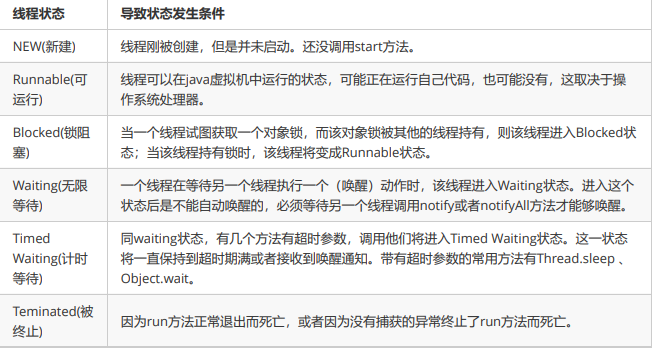 线程状态 导致状态发生条件
NEW(新建) 线程刚被创建，但是并未启动。还没调用start方法。
Runnable(可 线程可以在java虚拟机中运行的状态，可能正在运行自己代码，也可能没有，这取决于操
运行) 作系统处理器。
Blocked(锁阻 当一个线程试图获取一个对象锁，而该对象锁被其他的线程持有，则该线程进入Blocked状
塞) 态；当该线程持有锁时，该线程将变成Runnable状态。
Waiting(无限 一个线程在等待另一个线程执行一个（唤醒）动作时，该线程进入Waiting状态。进入这个
等待) 状态后是不能自动唤醒的，必须等待另一个线程调用notify或者notifyAll方法才能够唤醒。
Timed 同waiting状态，有几个方法有超时参数，调用他们将进入Timed Waiting状态。这一状态
Waiting(计时 将一直保持到超时期满或者接收到唤醒通知。带有超时参数的常用方法有Thread.sleep 、
等待) Object.wait。
Teminated(被 因为run方法正常退出而死亡，或者因为没有捕获的异常终止了run方法而死亡。
终止)